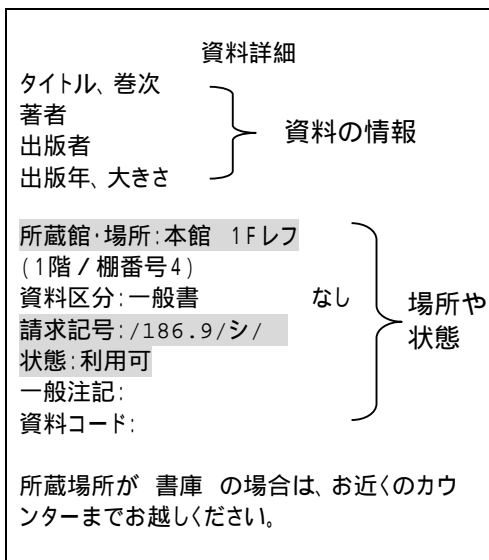 資料詳細
タイトル、巻次
著者
出版者
出版年、大きさ
資料の情報
所蔵館･場所:本館 1Fレフ
(1階/棚番号4)
資料区分:一般書 なし
請求記号:/186.9/シ/
状態:利用可
一般注記:
資料コード:
場所や
状態
所蔵場所が 書庫 の場合は、お近くのカウ
ンターまでお越しください。